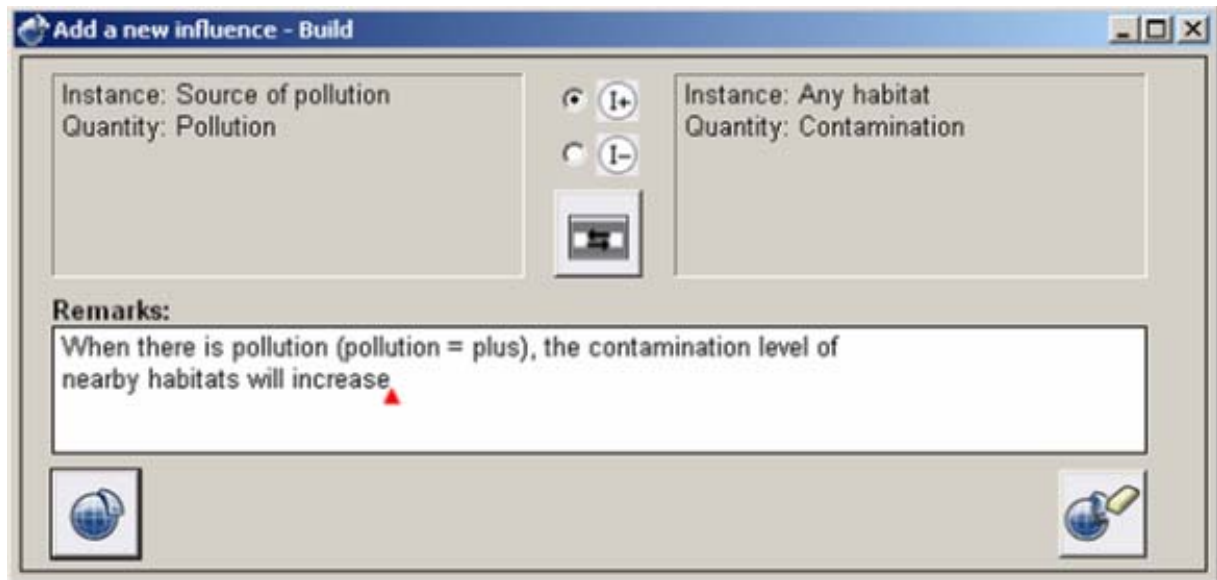 Add a new influence - Build
Instance: Source of pollution
Quantity: Pollution
I+
I-
Instance: Any habitat
Quantity: Contamination
Remarks:
When there is pollution (pollution = plus), the contamination level of
nearby habitats will increase